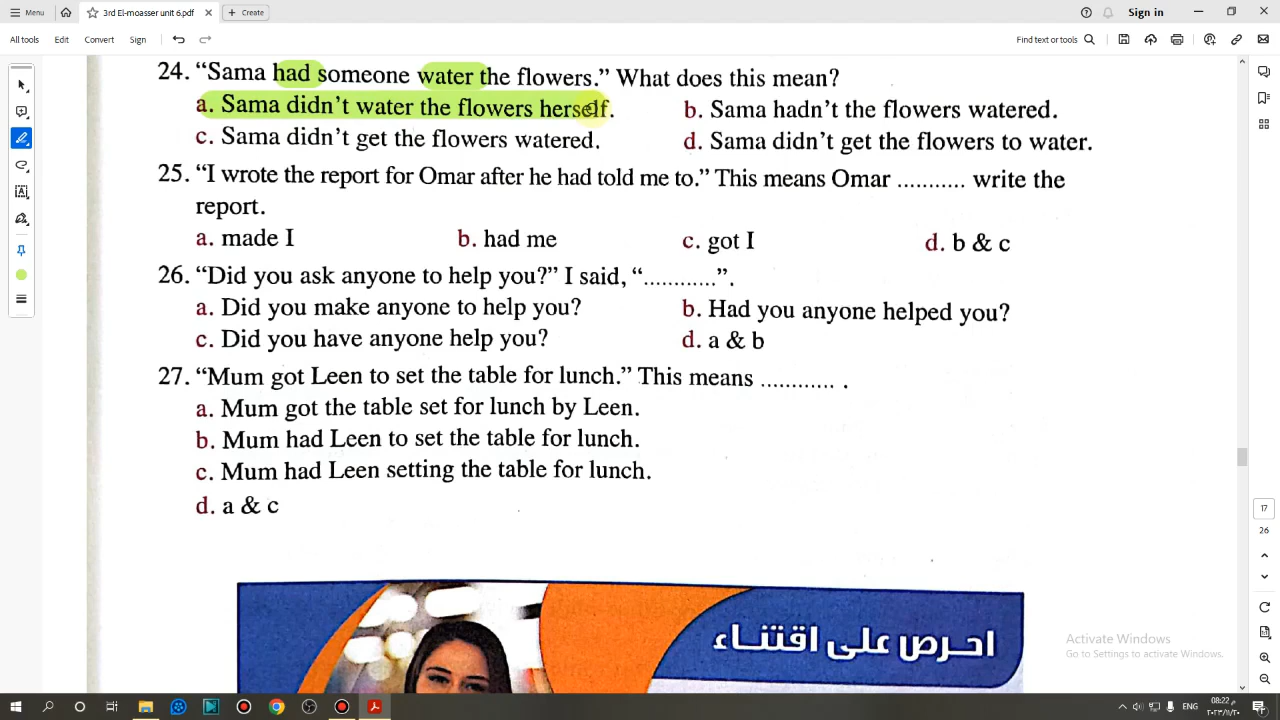 Menu
3rd El-moasser unit 6.pdf
Create
Sign in
All tools Edit Convert Sign
Find text or tools
24. “Sama had someone water the flowers.” What does this mean?
a. Sama didn’t water the flowers herself. b. Sama hadn’t the flowers watered.
c. Sama didn’t get the flowers watered. d. Sama didn’t get the flowers to water.
25. “I wrote the report for Omar after he had told me to.” This means Omar ........... write the
report.
a. made I b. had me c. got I d. b & c
26. “Did you ask anyone to help you?” I said, “............”.
a. Did you make anyone to help you? b. Had you anyone helped you?
c. Did you have anyone help you? d. a & b
27. “Mum got Leen to set the table for lunch.” This means ............ .
a. Mum got the table set for lunch by Leen.
b. Mum had Leen to set the table for lunch.
c. Mum had Leen setting the table for lunch.
d. a & c
17
26
احرص على اقتناء
Activate Windows
Go to Settings to activate Windows.
ENG
08:22 م